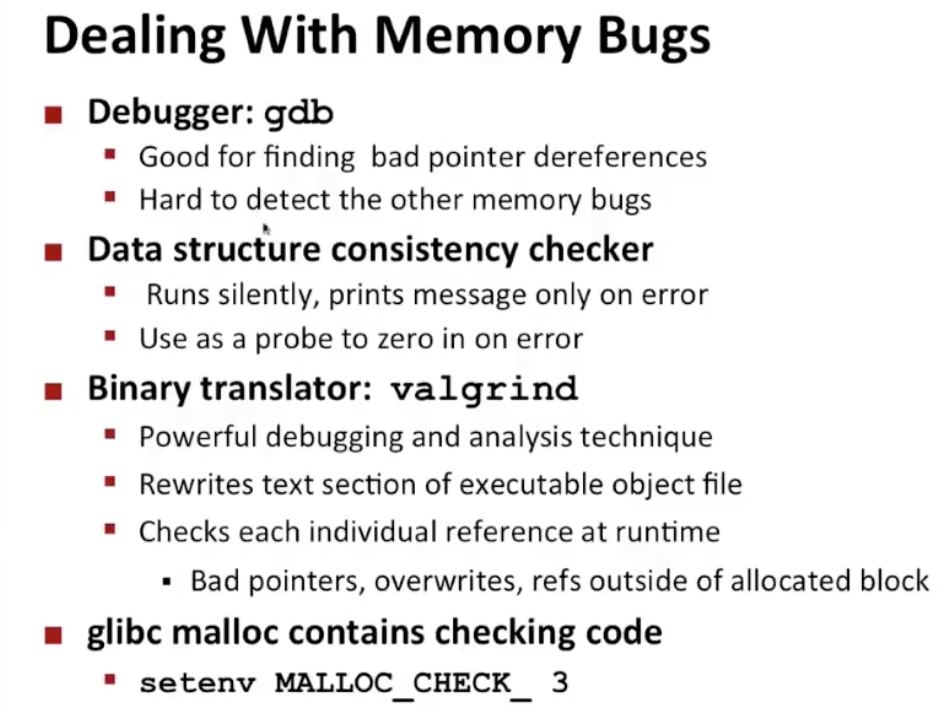 Dealing With Memory Bugs
Debugger: gdb
Good for finding bad pointer dereferences
Hard to detect the other memory bugs
Data structure consistency checker
Runs silently, prints message only on error
Use as a probe to zero in on error
Binary translator: valgrind
Powerful debugging and analysis technique
Rewrites text section of executable object file
Checks each individual reference at runtime
Bad pointers, overwrites, refs outside of allocated block
glibc malloc contains checking code
setenv MALLOC_CHECK_ 3